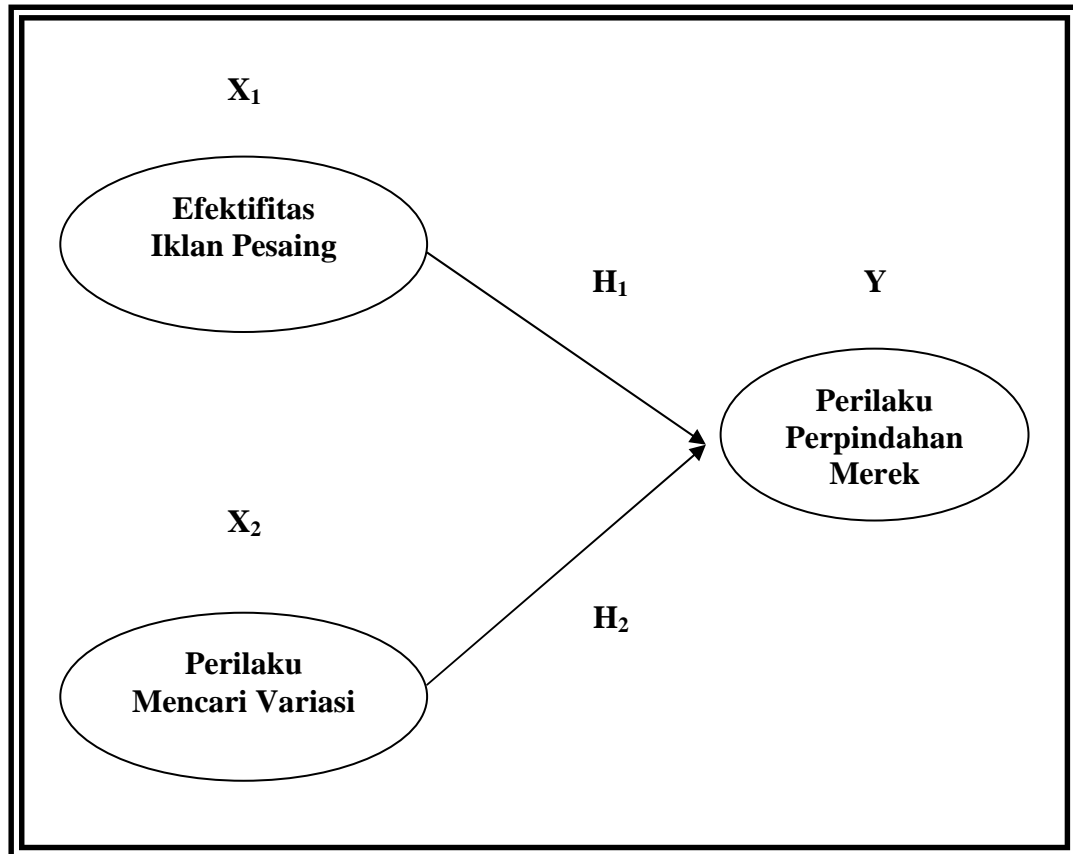 X₁
Efektifitas
Iklan Pesaing
H₁
Y
Perilaku
Perpindahan
Merek
X₂
H₂
Perilaku
Mencari Variasi